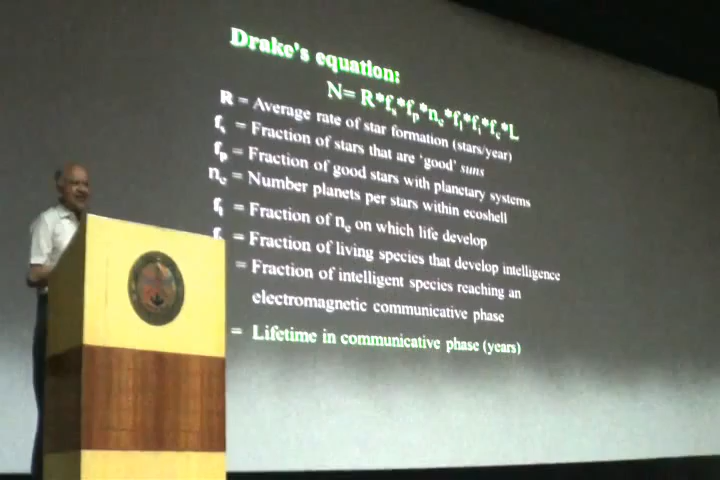 Drake's equation:
N= R*fs*fp*ne*fl*fi*fc*L
R = Average rate of star formation (stars/year)
fs = Fraction of stars that are 'good' suns
fp = Fraction of good stars with planetary systems
ne = Number planets per stars within ecoshell
fl = Fraction of ne on which life develop
f = Fraction of living species that develop intelligence
= Fraction of intelligent species reaching an
electromagnetic communicative phase
= Lifetime in communicative phase (years)